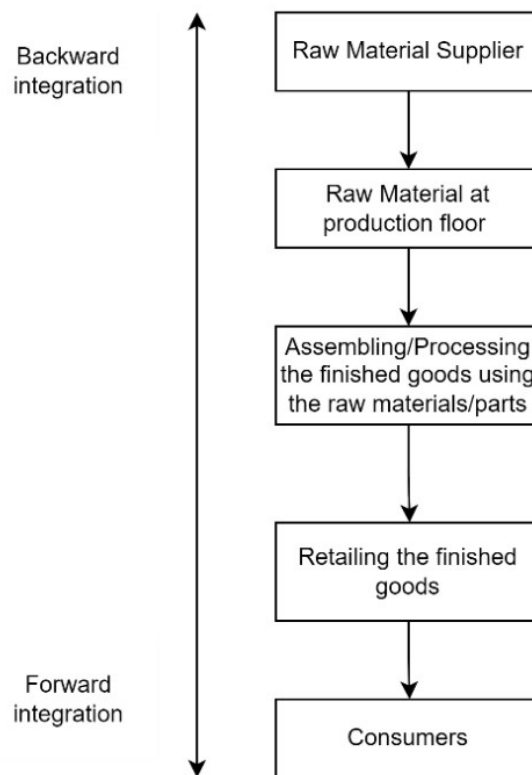 Backward
integration
Raw Material Supplier
Raw Material at
production floor
Assembling/Processing
the finished goods using
the raw materials/parts
Retailing the finished
goods
Forward
integration
Consumers